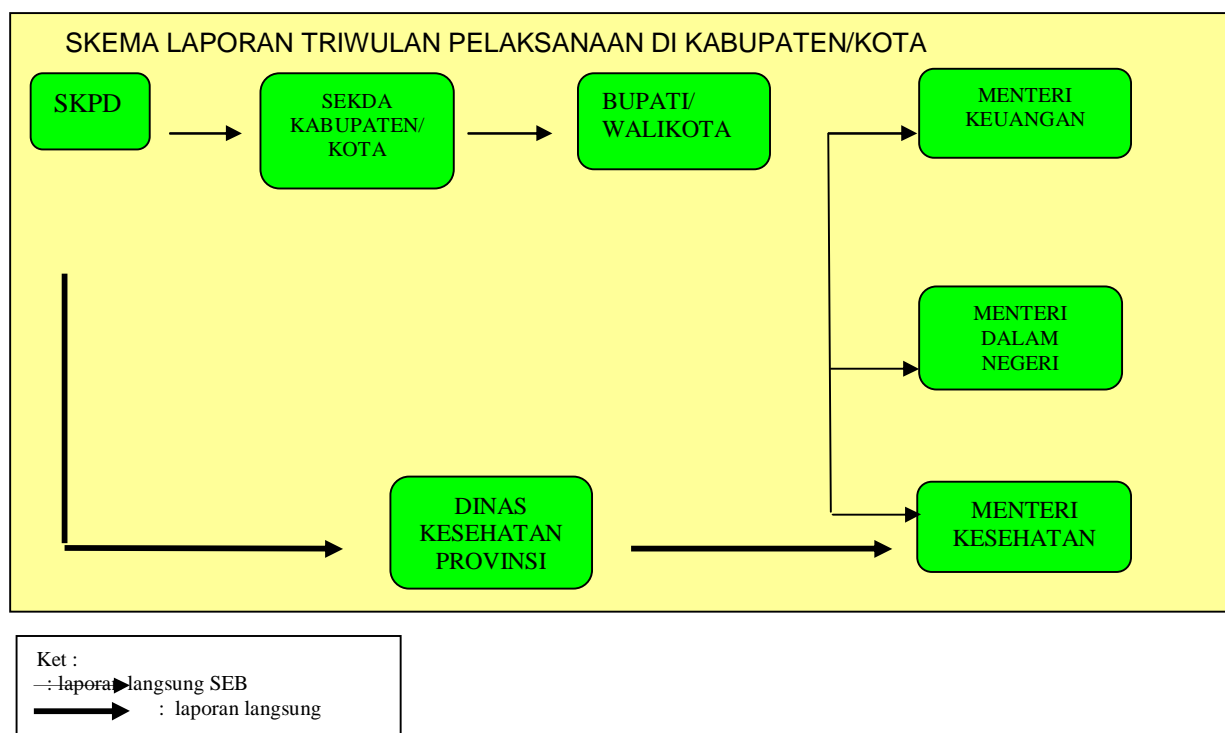 SKEMA LAPORAN TRIWULAN PELAKSANAAN DI KABUPATEN/KOTA
SKPD
SEKDA
KABUPATEN/
KOTA
BUPATI/
WALIKOTA
MENTERI
KEUANGAN
MENTERI
DALAM
NEGERI
DINAS
KESEHATAN
PROVINSI
MENTERI
KESEHATAN
Ket :
: laporan langsung SEB
: laporan langsung